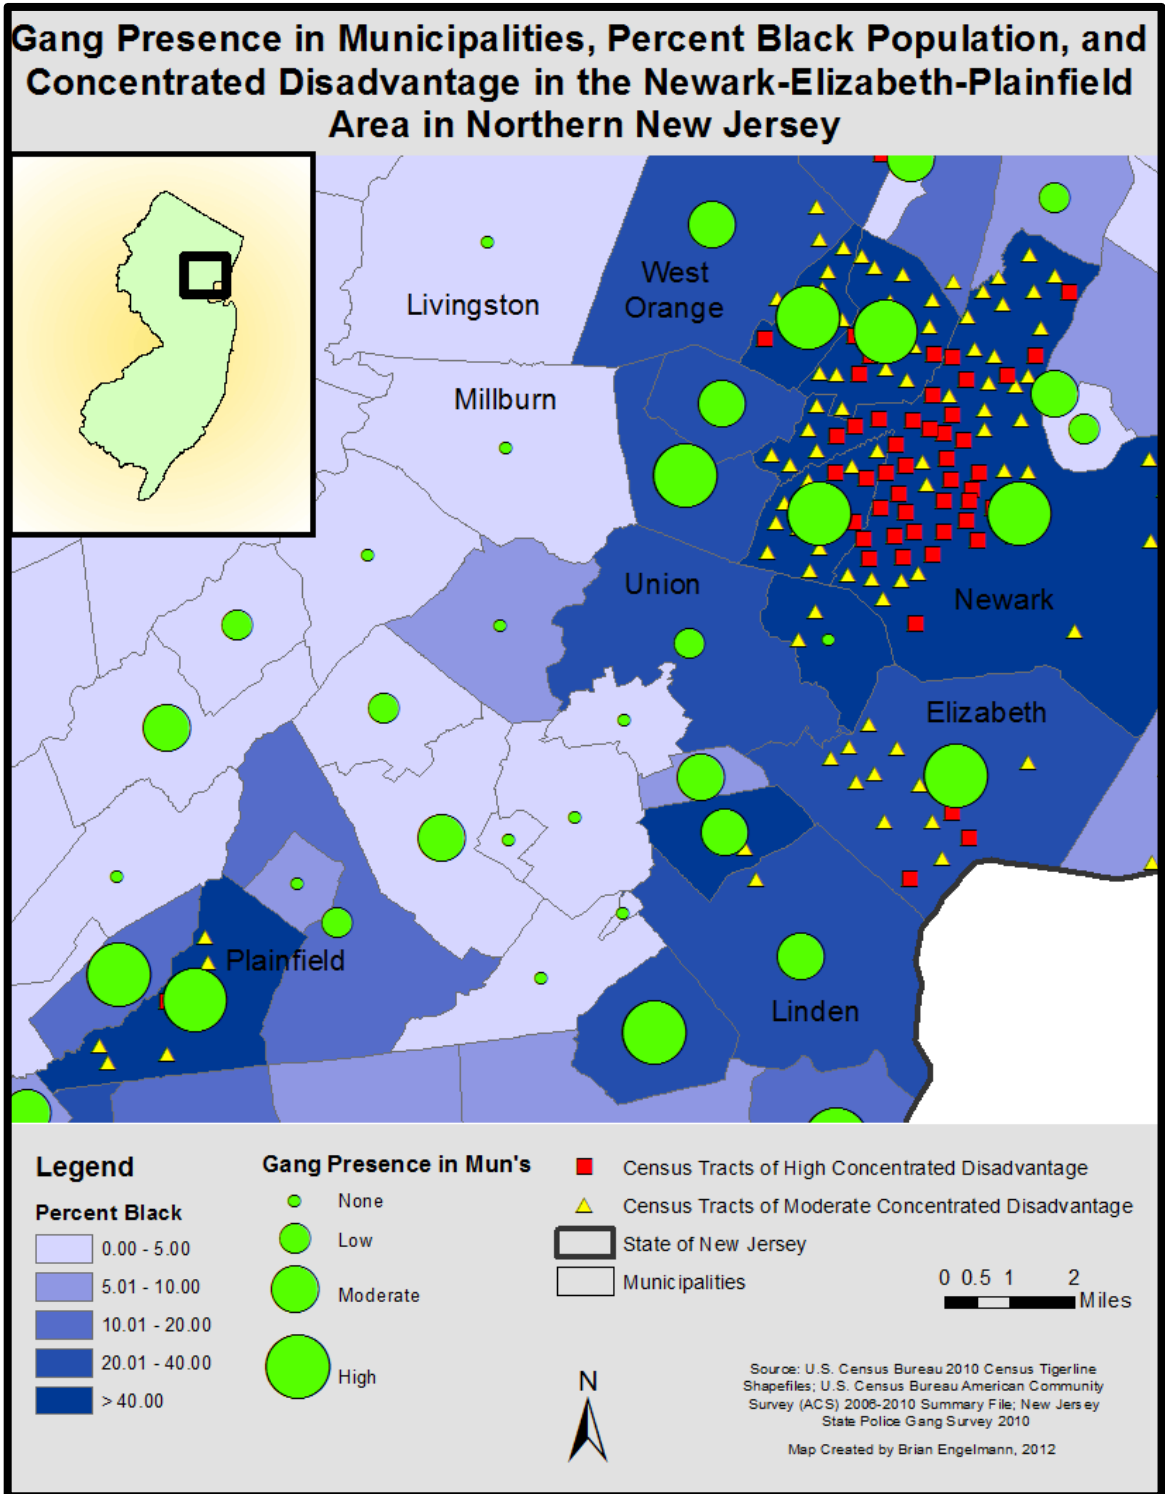 Gang Presence in Municipalities, Percent Black Population, and
Concentrated Disadvantage in the Newark-Elizabeth-Plainfield
Area in Northern New Jersey
West
Orange
Livingston
Millburn
Union
Newark
Elizabeth
Plainfield
Linden
Legend
Percent Black
0.00 - 5.00
5.01 - 10.00
10.01 - 20.00
20.01 - 40.00
> 40.00
Gang Presence in Mun's
None
Low
Moderate
High
Census Tracts of High Concentrated Disadvantage
Census Tracts of Moderate Concentrated Disadvantage
State of New Jersey
Municipalities
0 0.5 1 2
Miles
N
Source: U.S. Census Bureau 2010 Census Tigerline
Shapefiles; U.S. Census Bureau American Community
Survey (ACS) 2006-2010 Summary File; New Jersey
State Police Gang Survey 2010
Map Created by Brian Engelmann, 2012